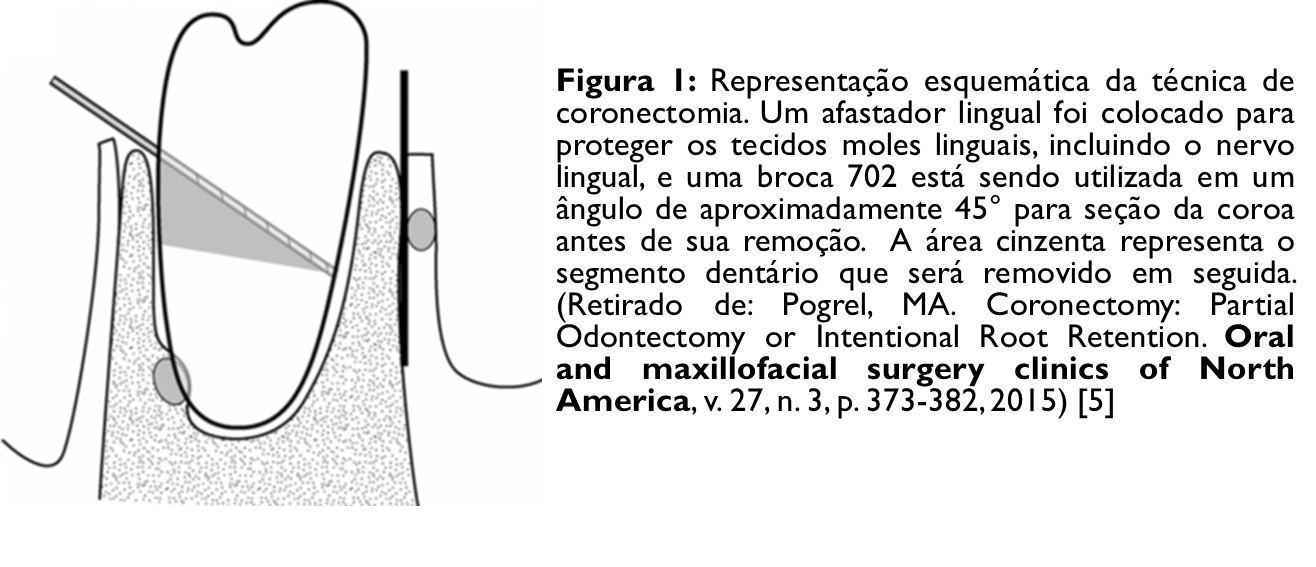 Figura 1: Representação esquemática da técnica de
coronectomia. Um afastador lingual foi colocado para
proteger os tecidos moles linguais, incluindo o nervo
lingual, e uma broca 702 está sendo utilizada em um
ângulo de aproximadamente 45° para seção da coroa
antes de sua remoção. A área cinzenta representa o
segmento dentário que será removido em seguida.
(Retirado de: Pogrel, MA. Coronectomy: Partial
Odontectomy or Intentional Root Retention. Oral
and maxillofacial surgery clinics of North
America, v. 27, n. 3, p. 373-382, 2015) [5]